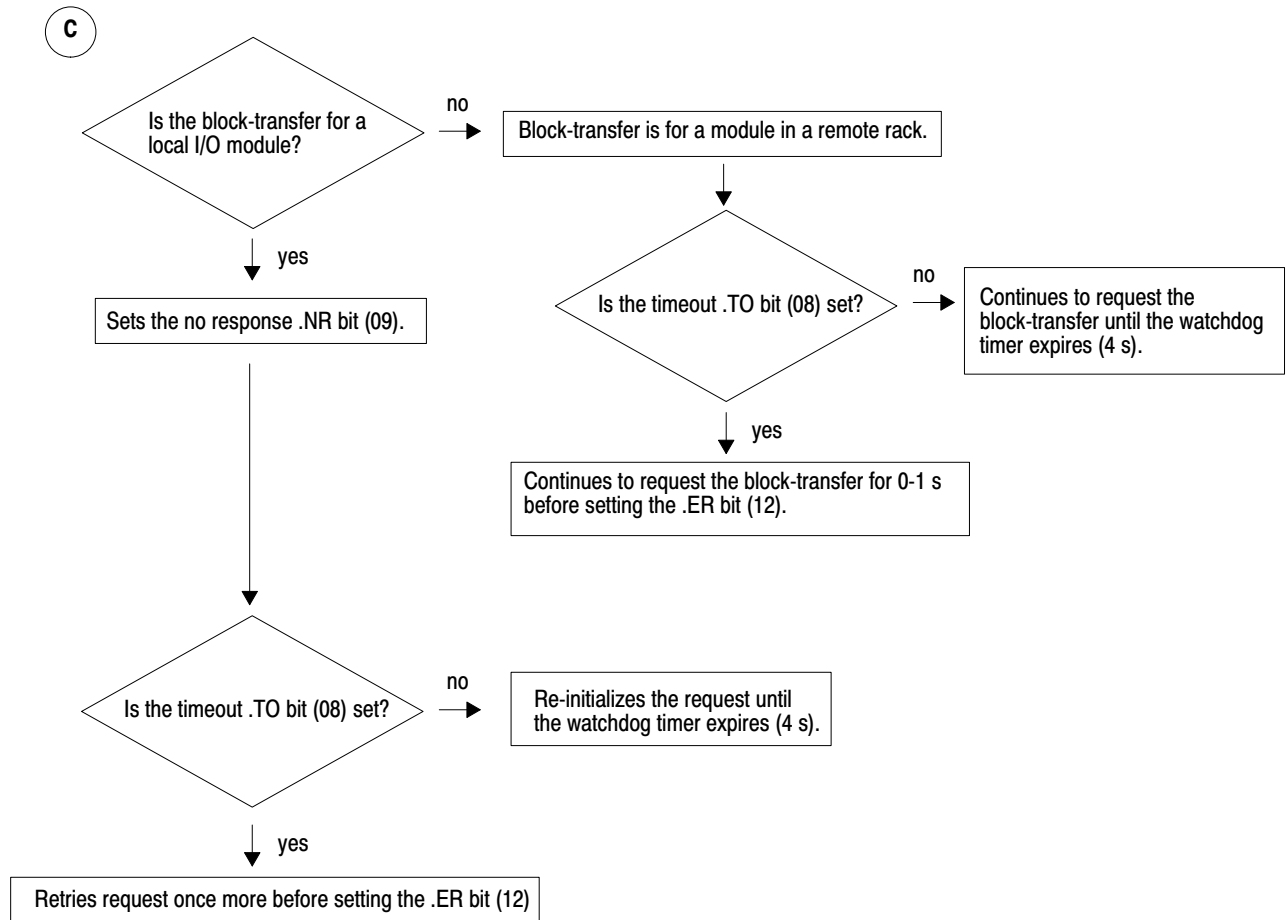 C
Is the block-transfer for a
local I/O module?
no
Block-transfer is for a module in a remote rack.
yes
Sets the no response .NR bit (09).
Is the timeout .TO bit (08) set?
no
Continues to request the
block-transfer until the watchdog
timer expires (4 s).
yes
Continues to request the block-transfer for 0-1 s
before setting the .ER bit (12).
Is the timeout .TO bit (08) set?
no
Re-initializes the request until
the watchdog timer expires (4 s).
yes
Retries request once more before setting the .ER bit (12)